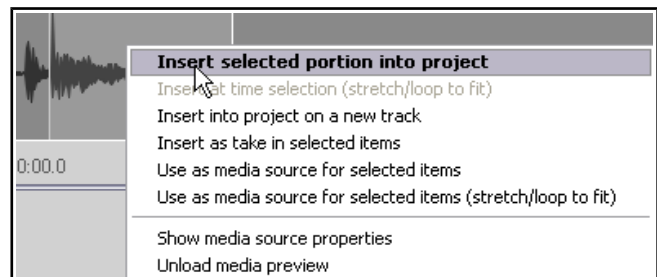 Insert selected portion into project
Insert at time selection (stretch/loop to fit)
Insert into project on a new track
Insert as take in selected items
0:00.0
Use as media source for selected items
Use as media source for selected items (stretch/loop to fit)
Show media source properties
Unload media preview